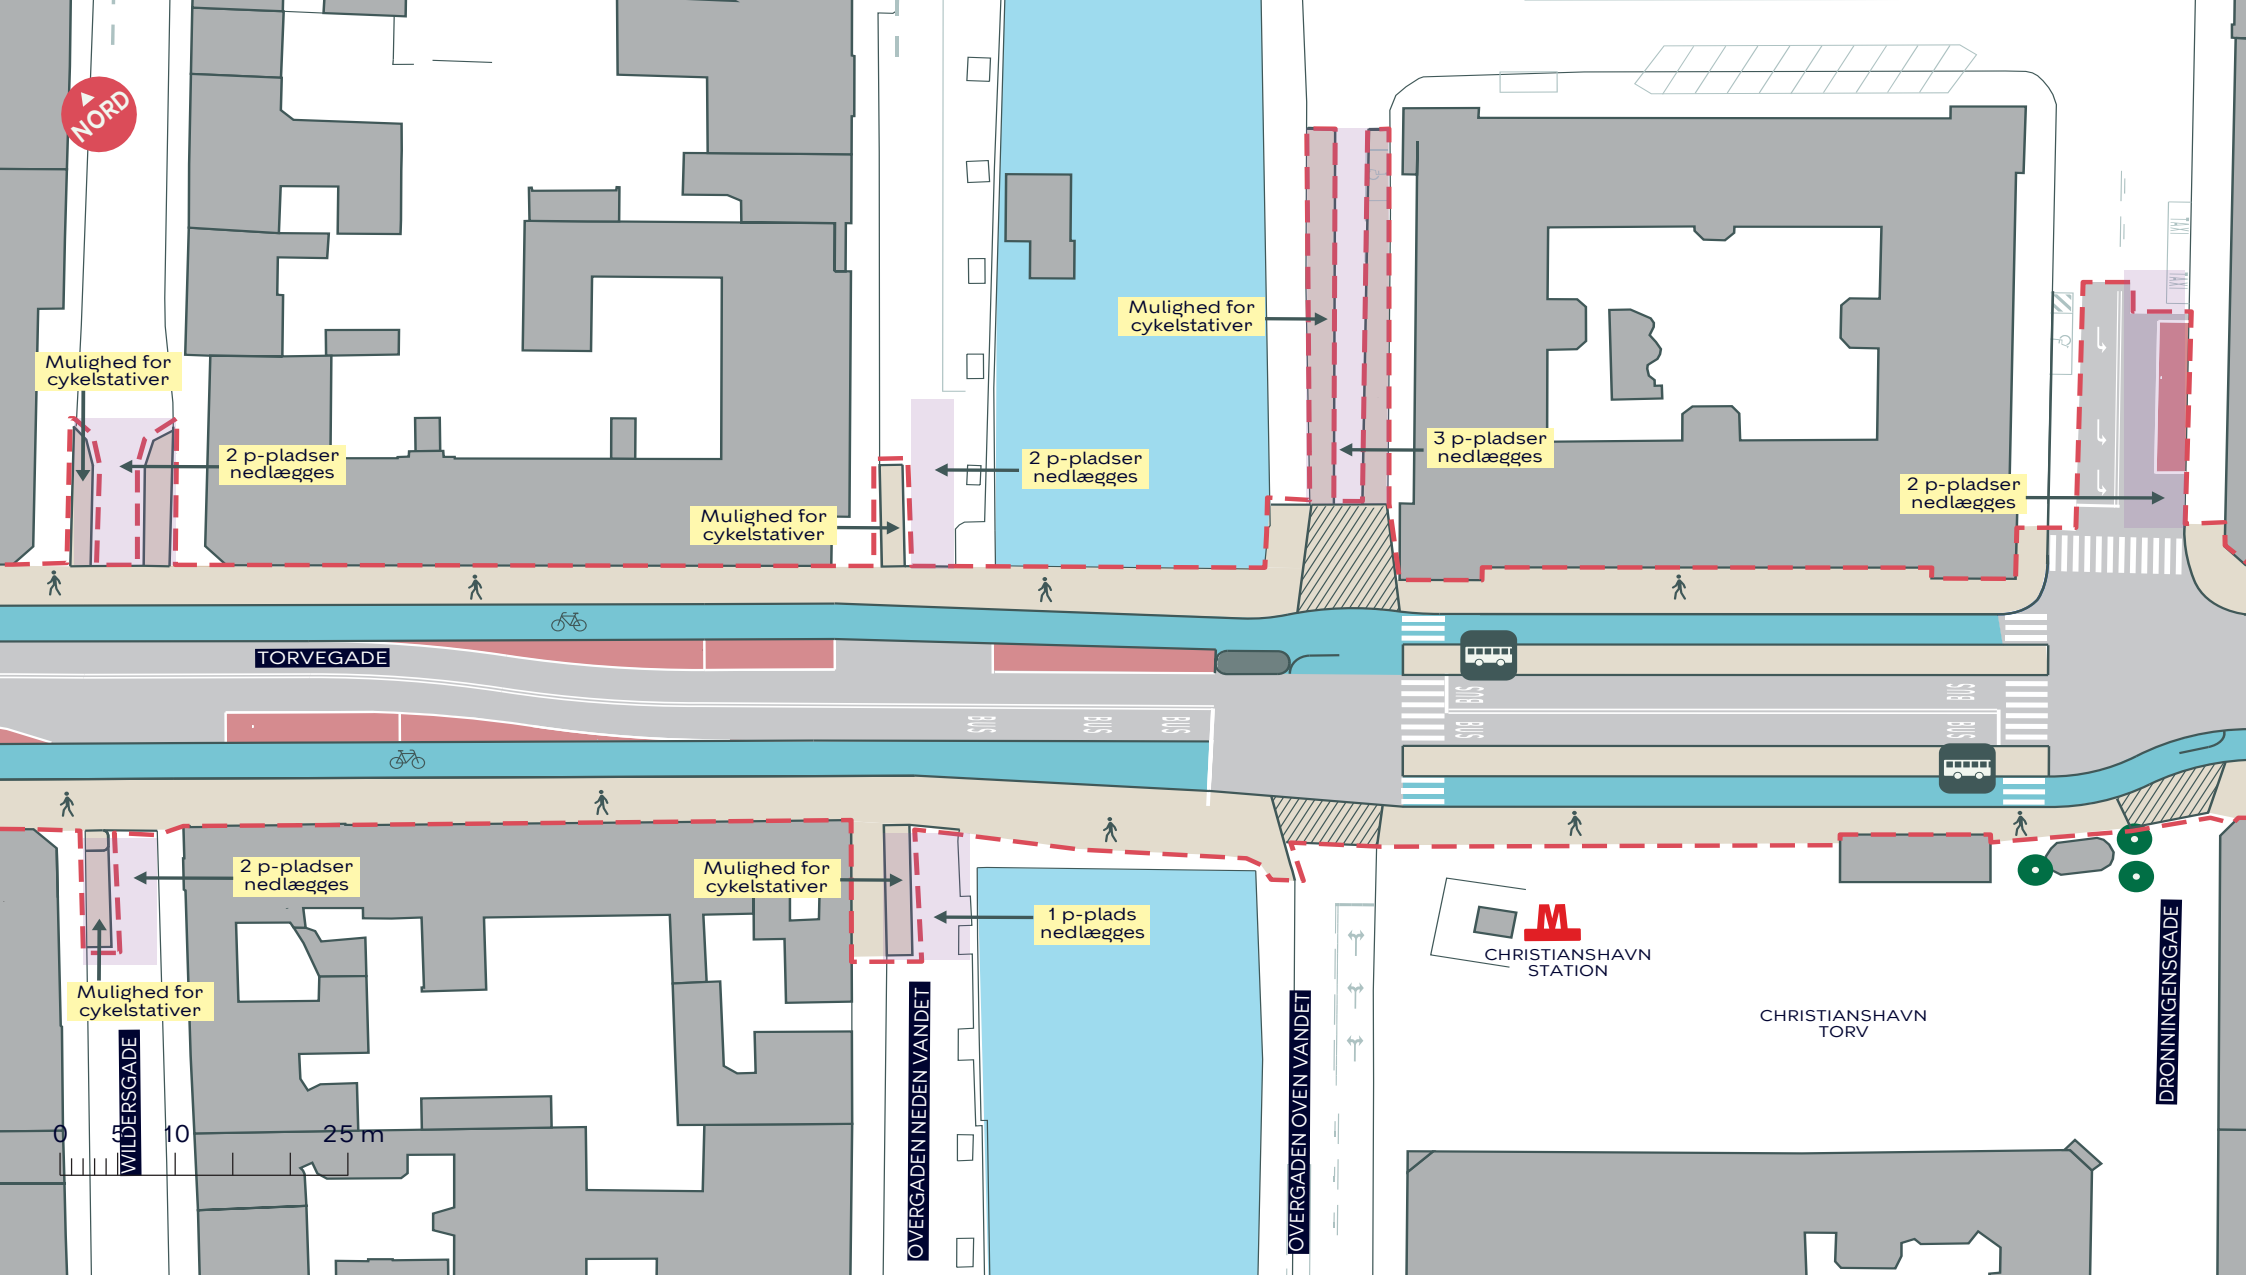 NORD
Mulighed for
cykelstativer
2 p-pladser
nedlægges
Mulighed for
cykelstativer
2 p-pladser
nedlægges
Mulighed for
cykelstativer
3 p-pladser
nedlægges
2 p-pladser
nedlægges
TAXI
TAXI
TORVEGADE
BUS
BUS
BUS
BUS
BUS
BUS
BUS
2 p-pladser
nedlægges
Mulighed for
cykelstativer
Mulighed for
cykelstativer
1 p-plads
nedlægges
M
CHRISTIANSHAVN
STATION
CHRISTIANSHAVN
TORV
WILDERSGADE
OVERGADEN NEDEN VANDET
OVERGADEN OVEN VANDET
DRONNINGENSGADE
0 5 10 25 m